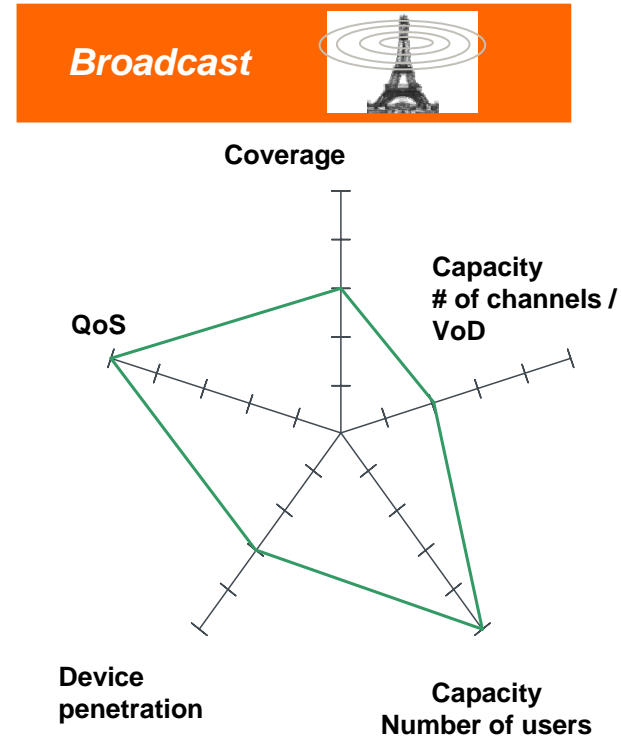 Broadcast
Coverage
Capacity
# of channels /
VoD
QoS
Device
penetration
Capacity
Number of users